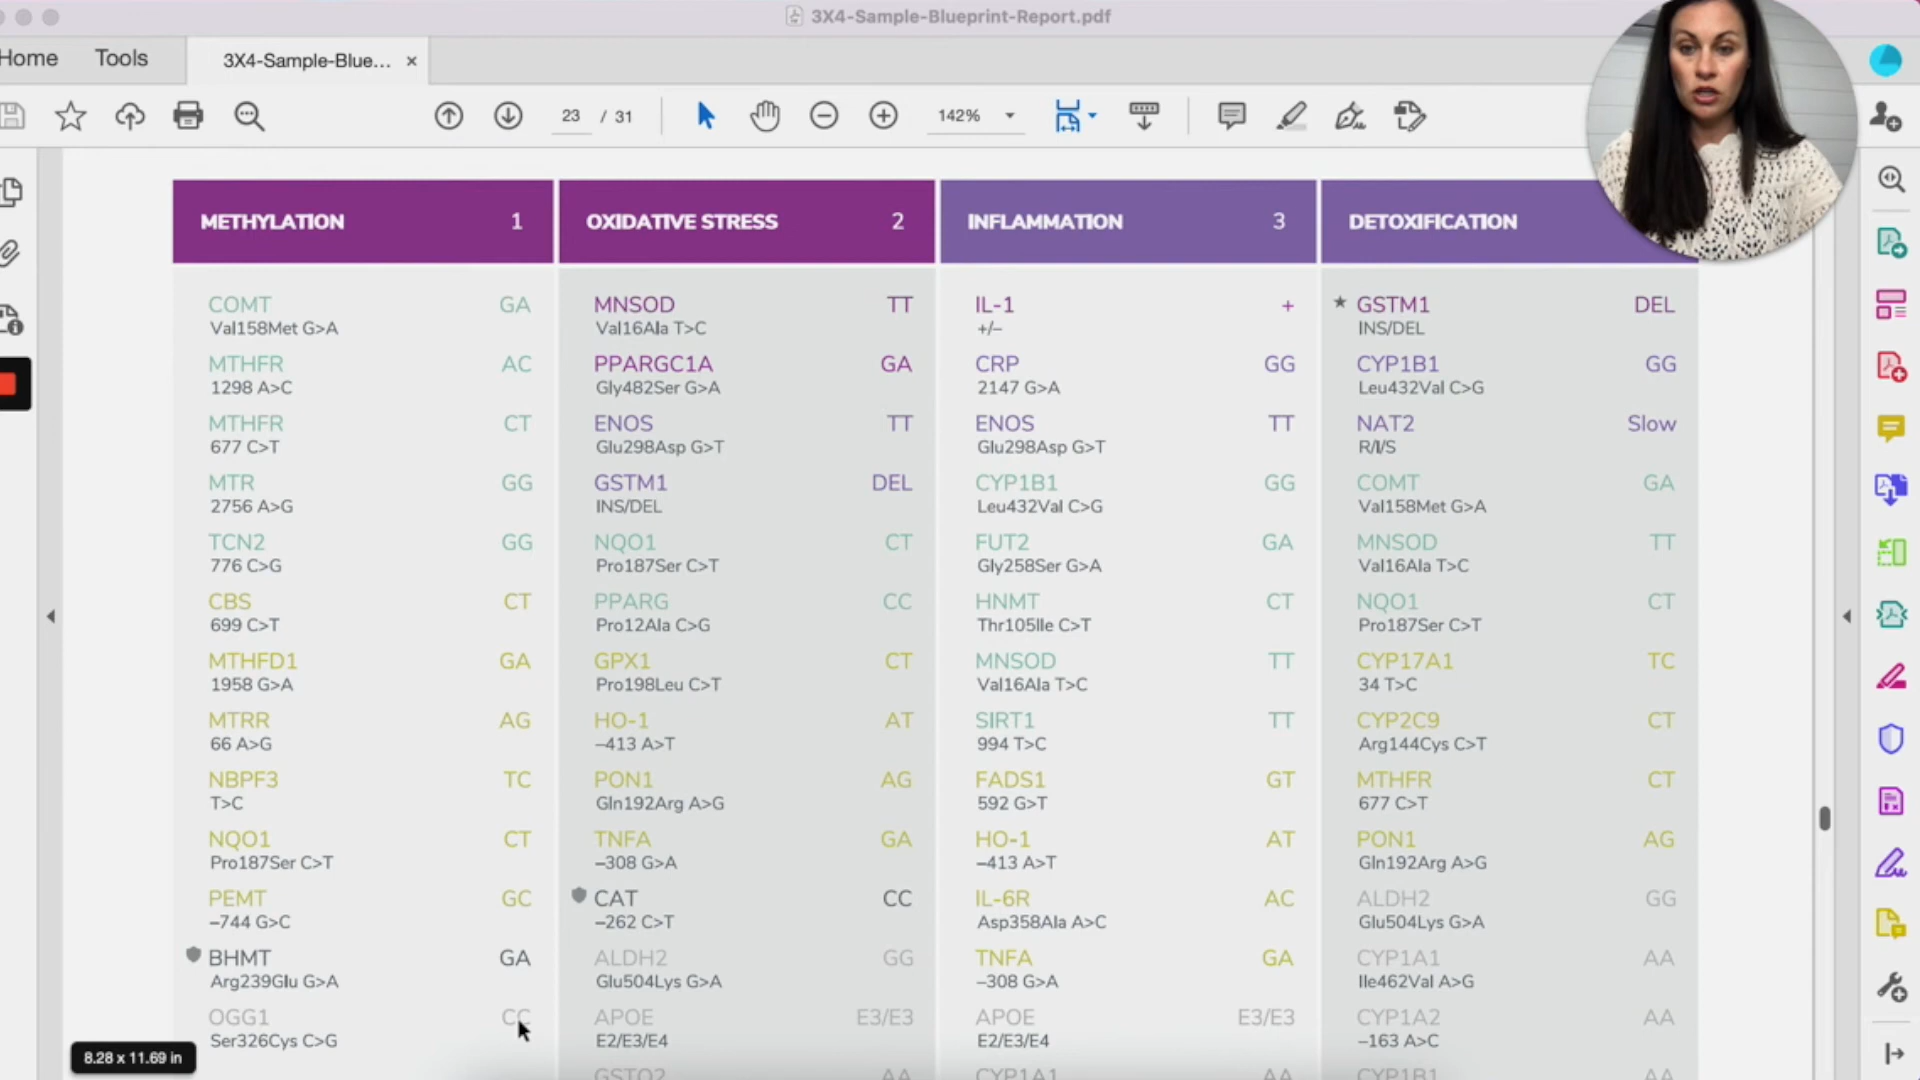 3X4-Sample-Blueprint-Report.pdf
Home Tools 3X4-Sample-Blue... ×
23 / 31 142%
METHYLATION 1
COMT GA
Val158Met G>A
MTHFR AC
1298 A>C
MTHFR CT
677 C>T
MTR GG
2756 A>G
TCN2 GG
776 C>G
CBS CT
699 C>T
MTHFD1 GA
1958 G>A
MTRR AG
66 A>G
NBPF3 TC
T>C
NQO1 CT
Pro187Ser C>T
PEMT GC
–744 G>C
BHMT GA
Arg239Glu G>A
OGG1 CC
Ser326Cys C>G
OXIDATIVE STRESS 2
MNSOD TT
Val16Ala T>C
PPARGC1A GA
Gly482Ser G>A
ENOS TT
Glu298Asp G>T
GSTM1 DEL
INS/DEL
NQO1 CT
Pro187Ser C>T
PPARG CC
Pro12Ala C>G
GPX1 CT
Pro198Leu C>T
HO-1 AT
–413 A>T
PON1 AG
Gln192Arg A>G
TNFA GA
–308 G>A
CAT CC
–262 C>T
ALDH2 GG
Glu504Lys G>A
APOE E3/E3
E2/E3/E4
GSTO2 AA
INFLAMMATION 3
IL-1 +
+/–
CRP GG
2147 G>A
ENOS TT
Glu298Asp G>T
CYP1B1 GG
Leu432Val C>G
FUT2 GA
Gly258Ser G>A
HNMT CT
Thr105Ile C>T
MNSOD TT
Val16Ala T>C
SIRT1 TT
994 T>C
FADS1 GT
592 G>T
HO-1 AT
–413 A>T
IL-6R AC
Asp358Ala A>C
TNFA GA
–308 G>A
APOE E3/E3
E2/E3/E4
CYP1A1 AA
DETOXIFICATION
GSTM1 DEL
INS/DEL
CYP1B1 GG
Leu432Val C>G
NAT2 Slow
R/I/S
COMT GA
Val158Met G>A
MNSOD TT
Val16Ala T>C
NQO1 CT
Pro187Ser C>T
CYP17A1 TC
34 T>C
CYP2C9 CT
Arg144Cys C>T
MTHFR CT
677 C>T
PON1 AG
Gln192Arg A>G
ALDH2 GG
Glu504Lys G>A
CYP1A1 AA
Ile462Val A>G
CYP1A2 AA
–163 A>C
CYP1B1 AA
8.28 x 11.69 in